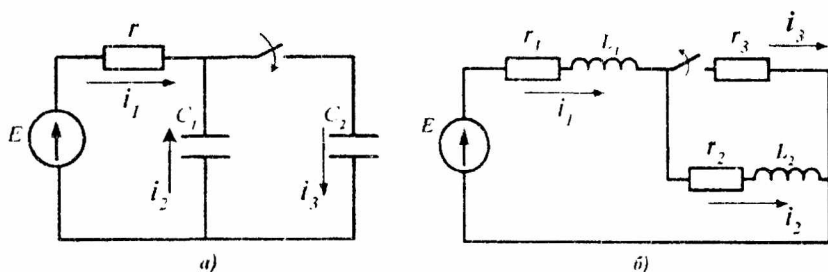 r
i₁
E
C₁
C₂
i₂
i₃
а)
r₁
L₁
r₃
i₃
i₁
E
r₂
L₂
i₂
б)